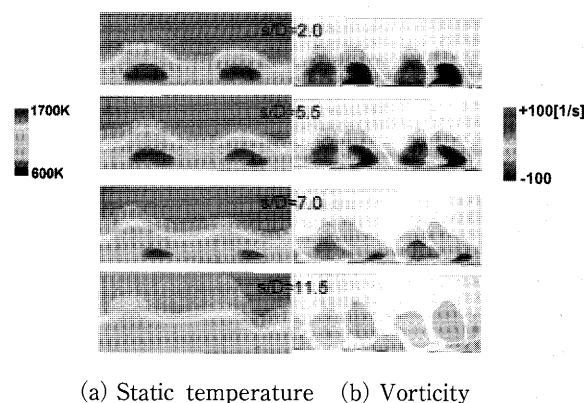 s/D=2.0
1700K
600K
s/D=5.5
+100[1/s]
-100
s/D=7.0
s/D=11.5
(a) Static temperature (b) Vorticity